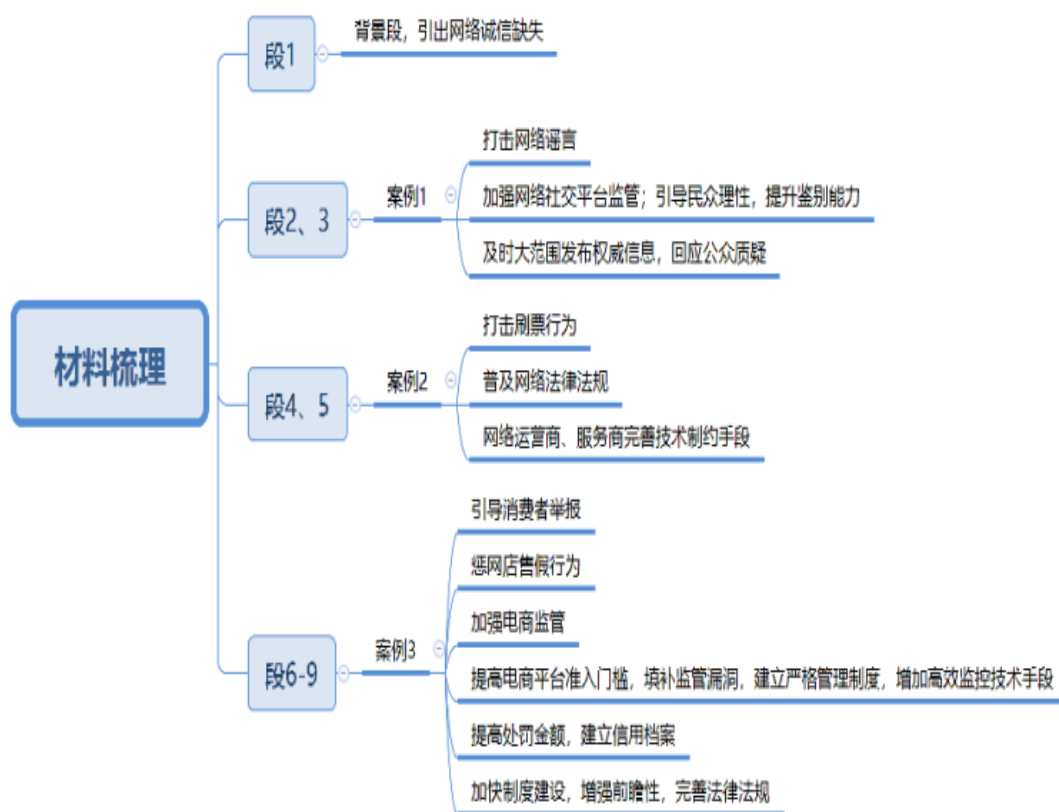 材料梳理
段1
背景段，引出网络诚信缺失
段2、3
案例1
打击网络谣言
加强网络社交平台监管；引导民众理性，提升鉴别能力
及时大范围发布权威信息，回应公众质疑
段4、5
案例2
打击刷票行为
普及网络法律法规
网络运营商、服务商完善技术制约手段
段6-9
案例3
引导消费者举报
惩网店售假行为
加强电商监管
提高电商平台准入门槛，填补监管漏洞，建立严格管理制度，增加高效监控技术手段
提高处罚金额，建立信用档案
加快制度建设，增强前瞻性，完善法律法规